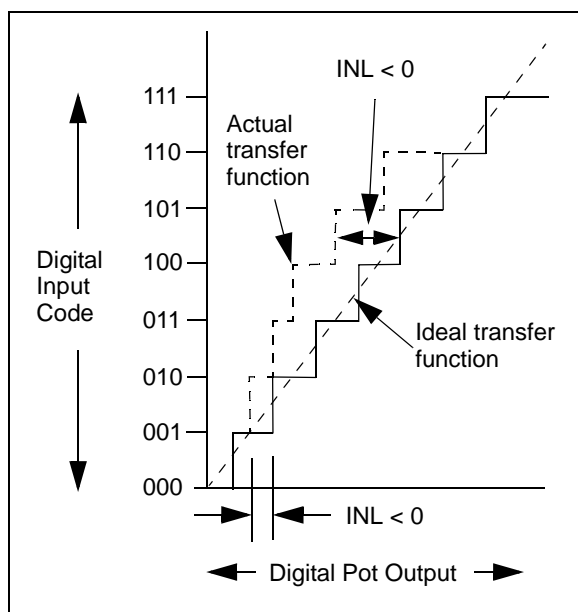 INL < 0
111
Actual
transfer
function
110
101
100
Digital
Input
Code
011
Ideal transfer
function
010
001
000
INL < 0
Digital Pot Output